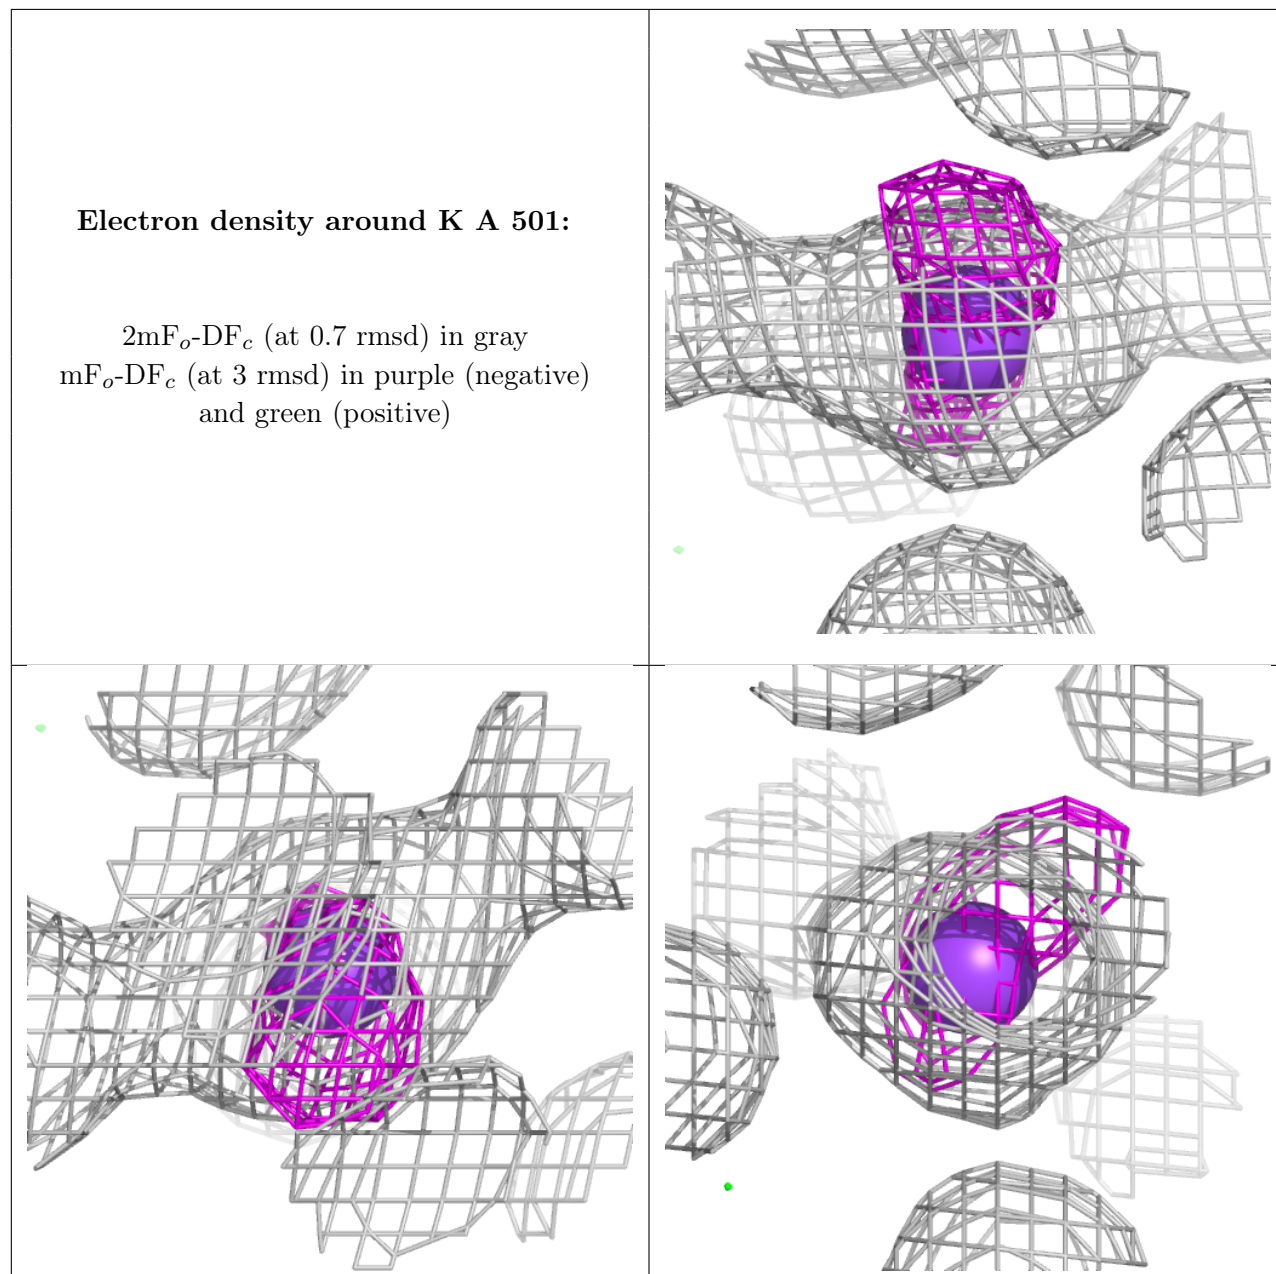 Electron density around K A 501:
2mFo-DFc (at 0.7 rmsd) in gray
mFo-DFc (at 3 rmsd) in purple (negative)
and green (positive)